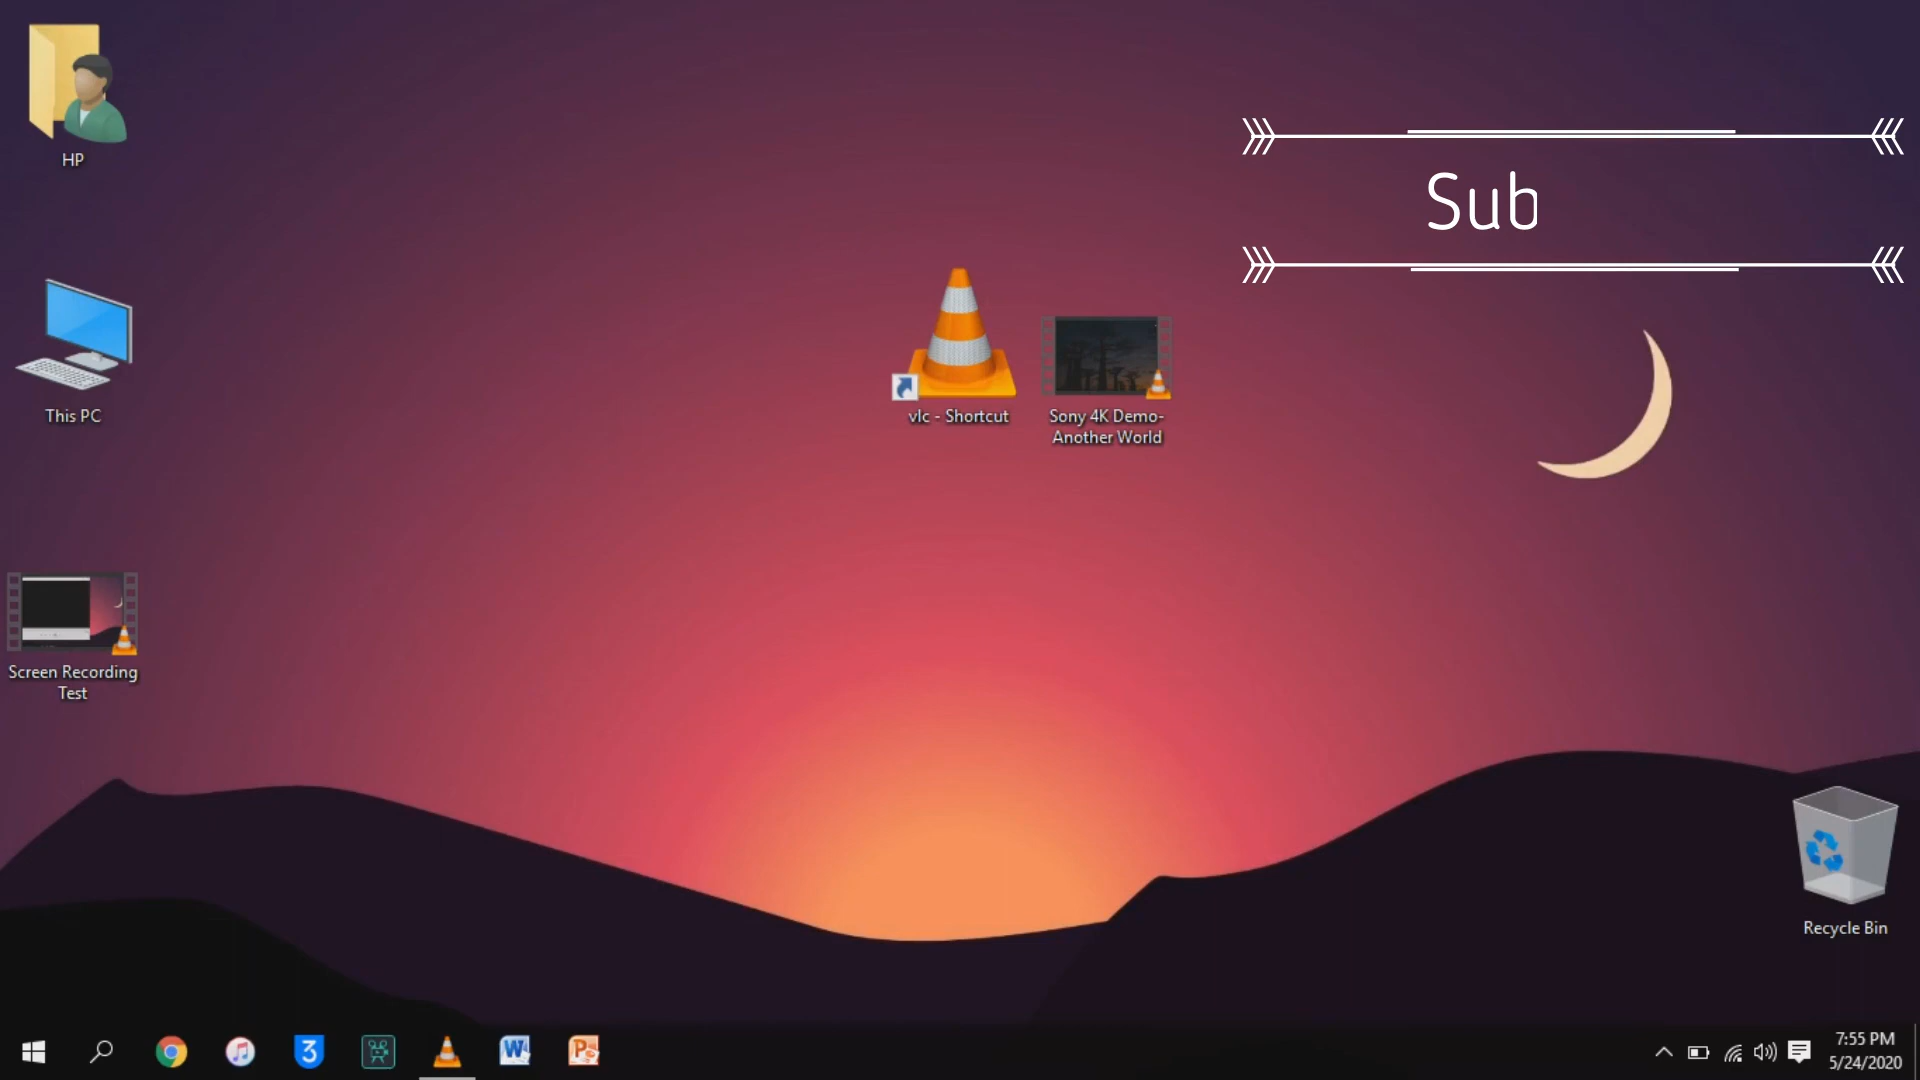 HP
Sub
vlc - Shortcut
Sony 4K Demo-
Another World
This PC
Screen Recording
Test
Recycle Bin
3
W
P
7:55 PM
5/24/2020